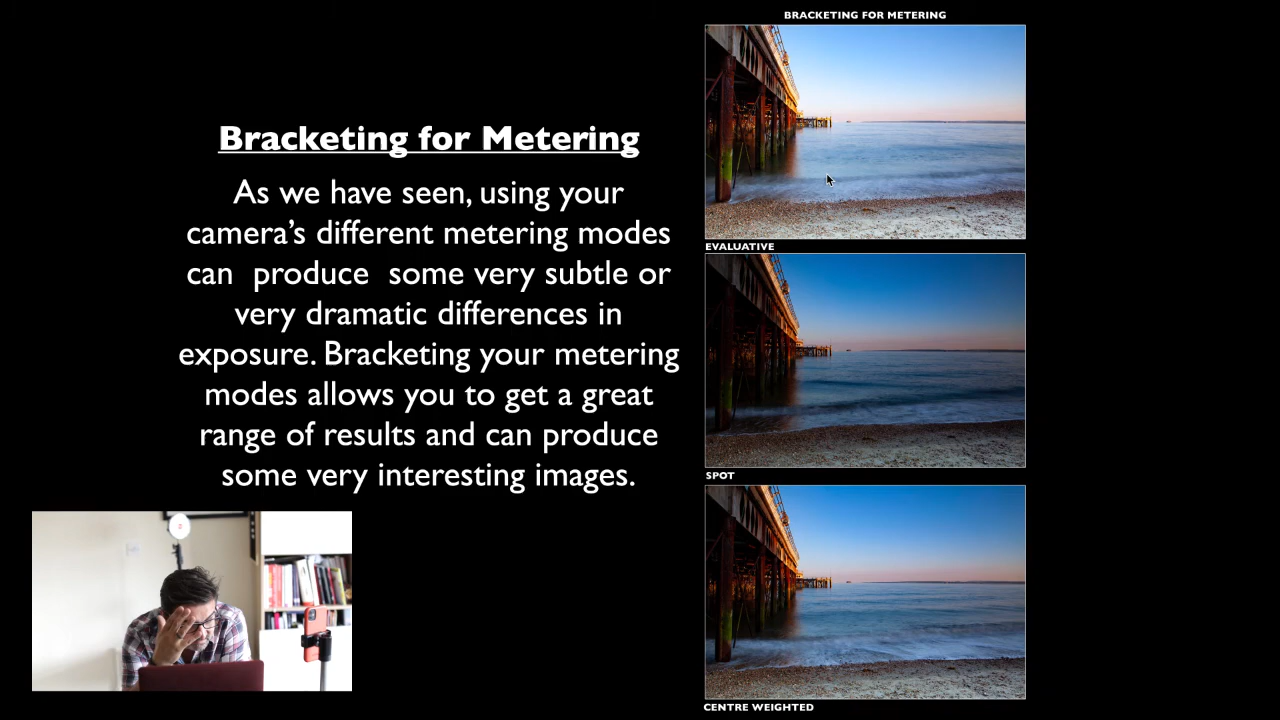 Bracketing for Metering
As we have seen, using your
camera’s different metering modes
can  produce  some very subtle or
very dramatic differences in
exposure. Bracketing your metering
modes allows you to get a great
range of results and can produce
some very interesting images.
BRACKETING FOR METERING
EVALUATIVE
SPOT
CENTRE WEIGHTED